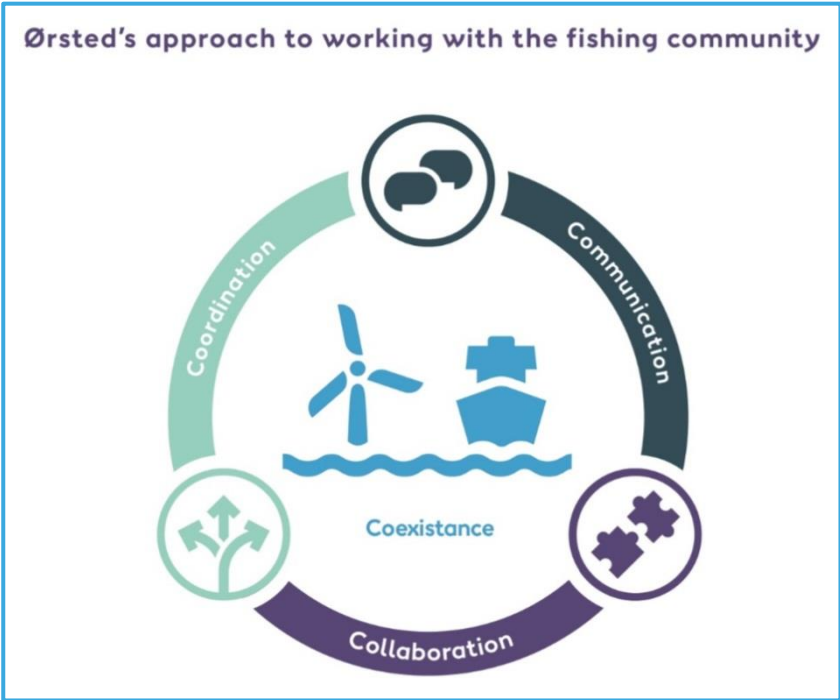 Ørsted's approach to working with the fishing community
Coordination
Communication
Coexistance
Collaboration